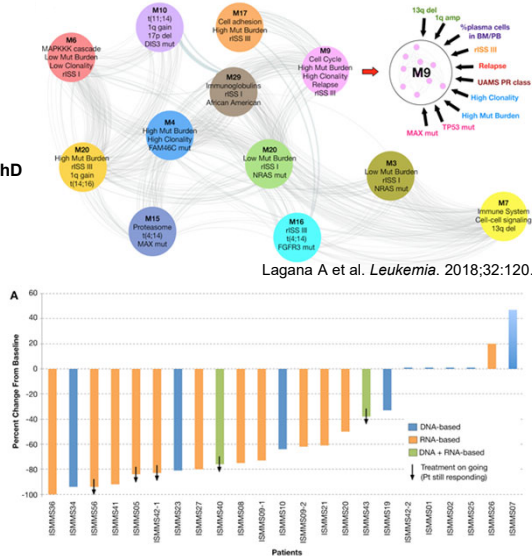 M6
MAPKKK cascade
Low Mut Burden
Low Clonality
rISS I
M10
t(11;14)
1q gain
17p del
DIS3 mut
M17
Cell adhesion
High Mut Burden
rISS III
M9
Cell Cycle
High Mut Burden
High Clonality
Relapse
rISS III
M29
Immunoglobulins
rISS I
African American
M4
High Mut Burden
High Clonality
FAM46C mut
hD
M20
High Mut Burden
rISS III
1q gain
t(14;16)
M20
Low Mut Burden
rISS I
NRAS mut
M3
Low Mut Burden
rISS I
NRAS mut
M7
Immune System
Cell-cell signaling
13q del
M15
Proteasome
t(4;14)
MAX mut
M16
rISS III
t(4;14)
FGFR3 mut
13q del
1q amp
%plasma cells
in BM/PB
rISS III
Relapse
UAMS PR class
High Clonality
High Mut Burden
TP53 mut
MAX mut
M9
Lagana A et al. Leukemia. 2018;32:120.
A
Percent Change From Baseline
60
40
20
0
-20
-40
-60
-80
-100
DNA-based
RNA-based
DNA + RNA-based
Treatment on going
(Pt still responding)
ISMMS36
ISMMS34
ISMMS56
ISMMS41
ISMMS05
ISMMS42-1
ISMMS23
ISMMS27
ISMMS40
ISMMS08
ISMMS09-1
ISMMS10
ISMMS09-2
ISMMS21
ISMMS20
ISMMS43
ISMMS19
ISMMS42-2
ISMMS01
ISMMS02
ISMMS25
ISMMS26
ISMMS07
Patients